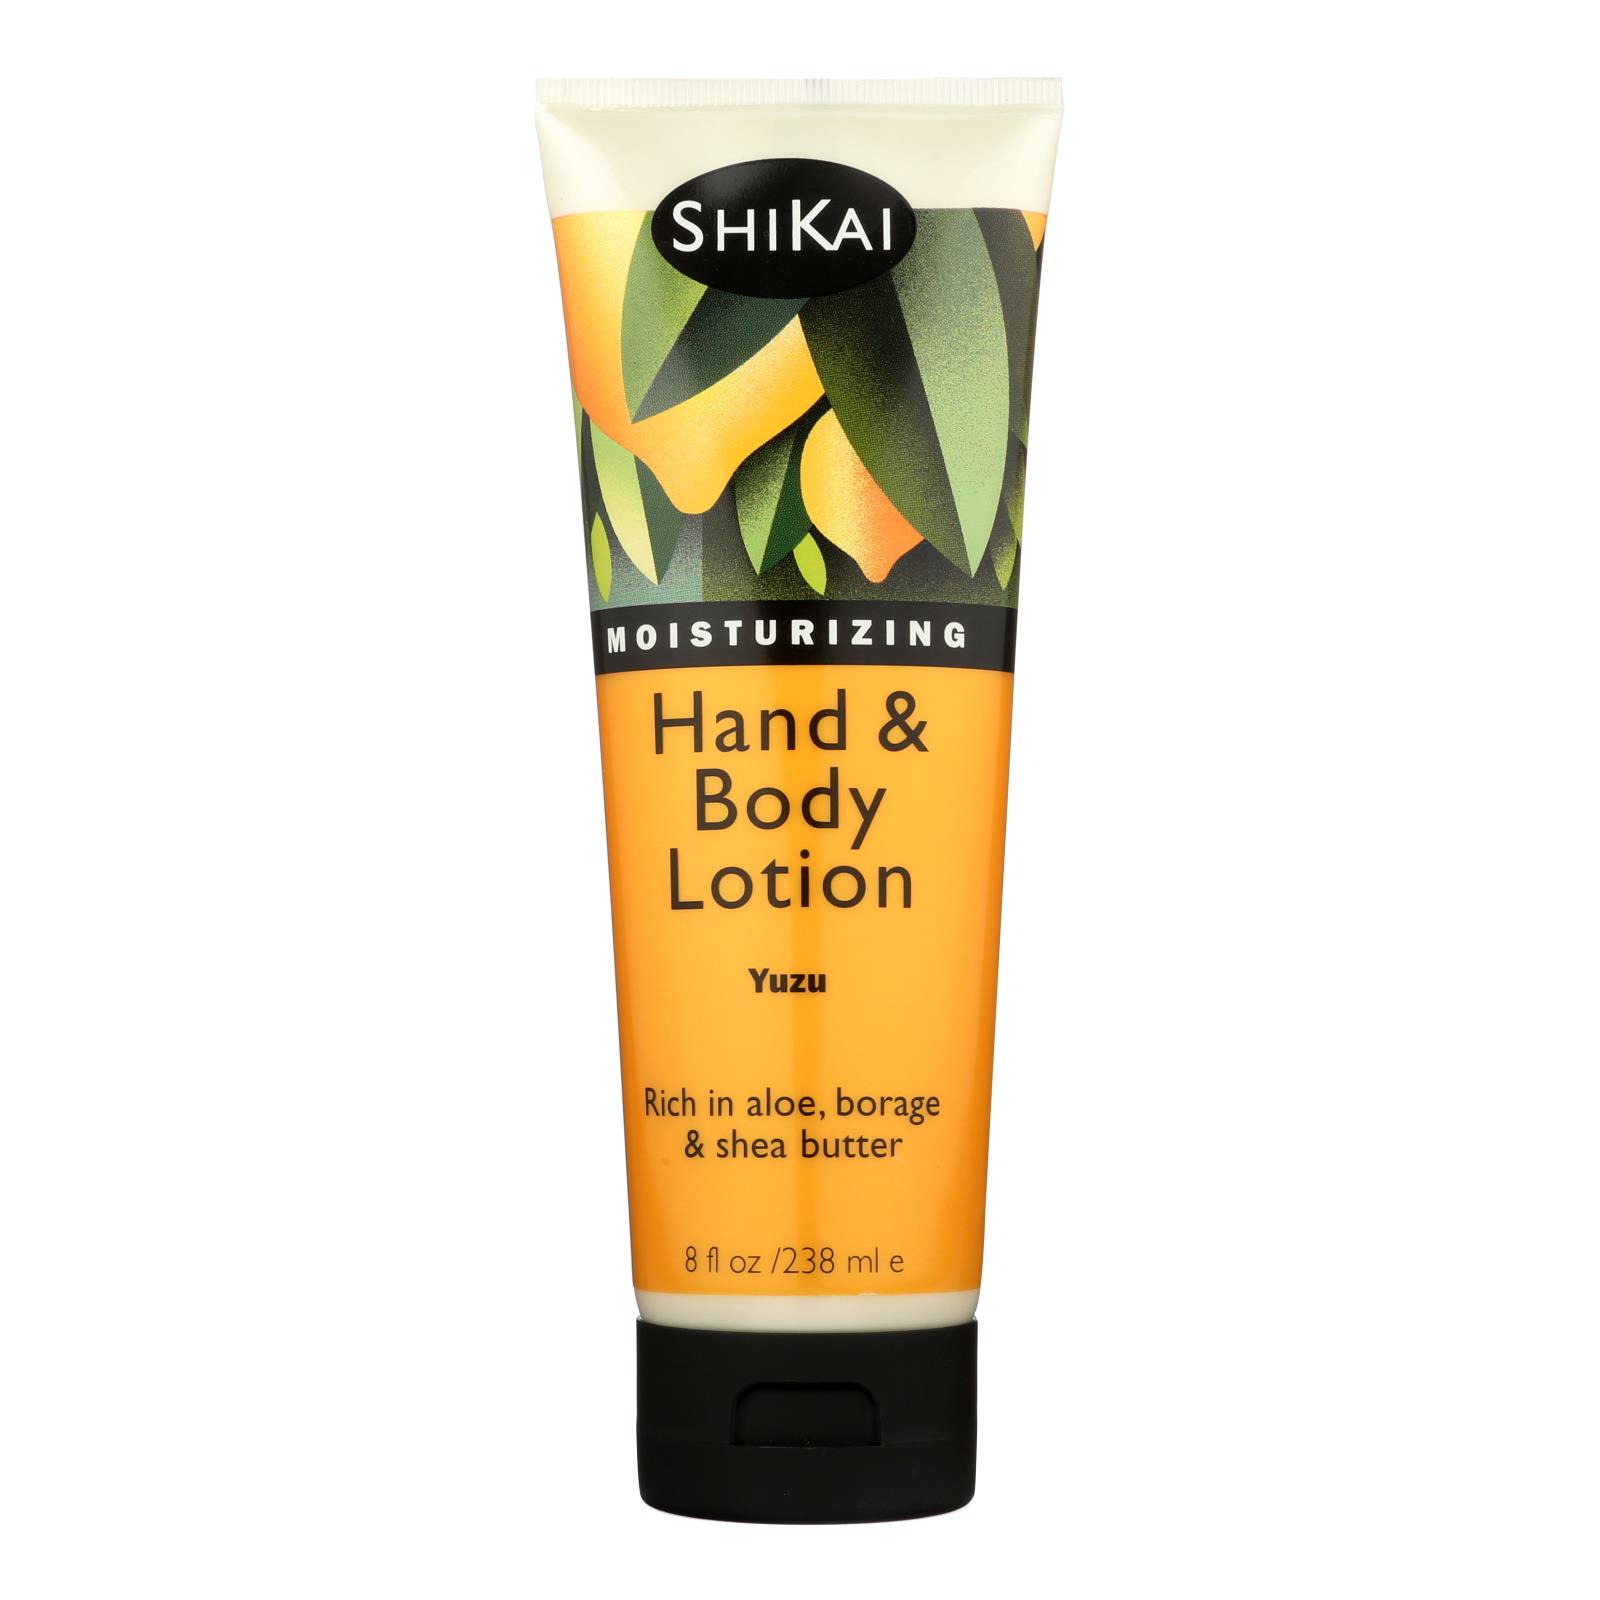 SHIKAI
MOISTURIZING
Hand &
Body
Lotion
Yuzu
Rich in aloe, borage
& shea butter
8 fl oz /238 ml e